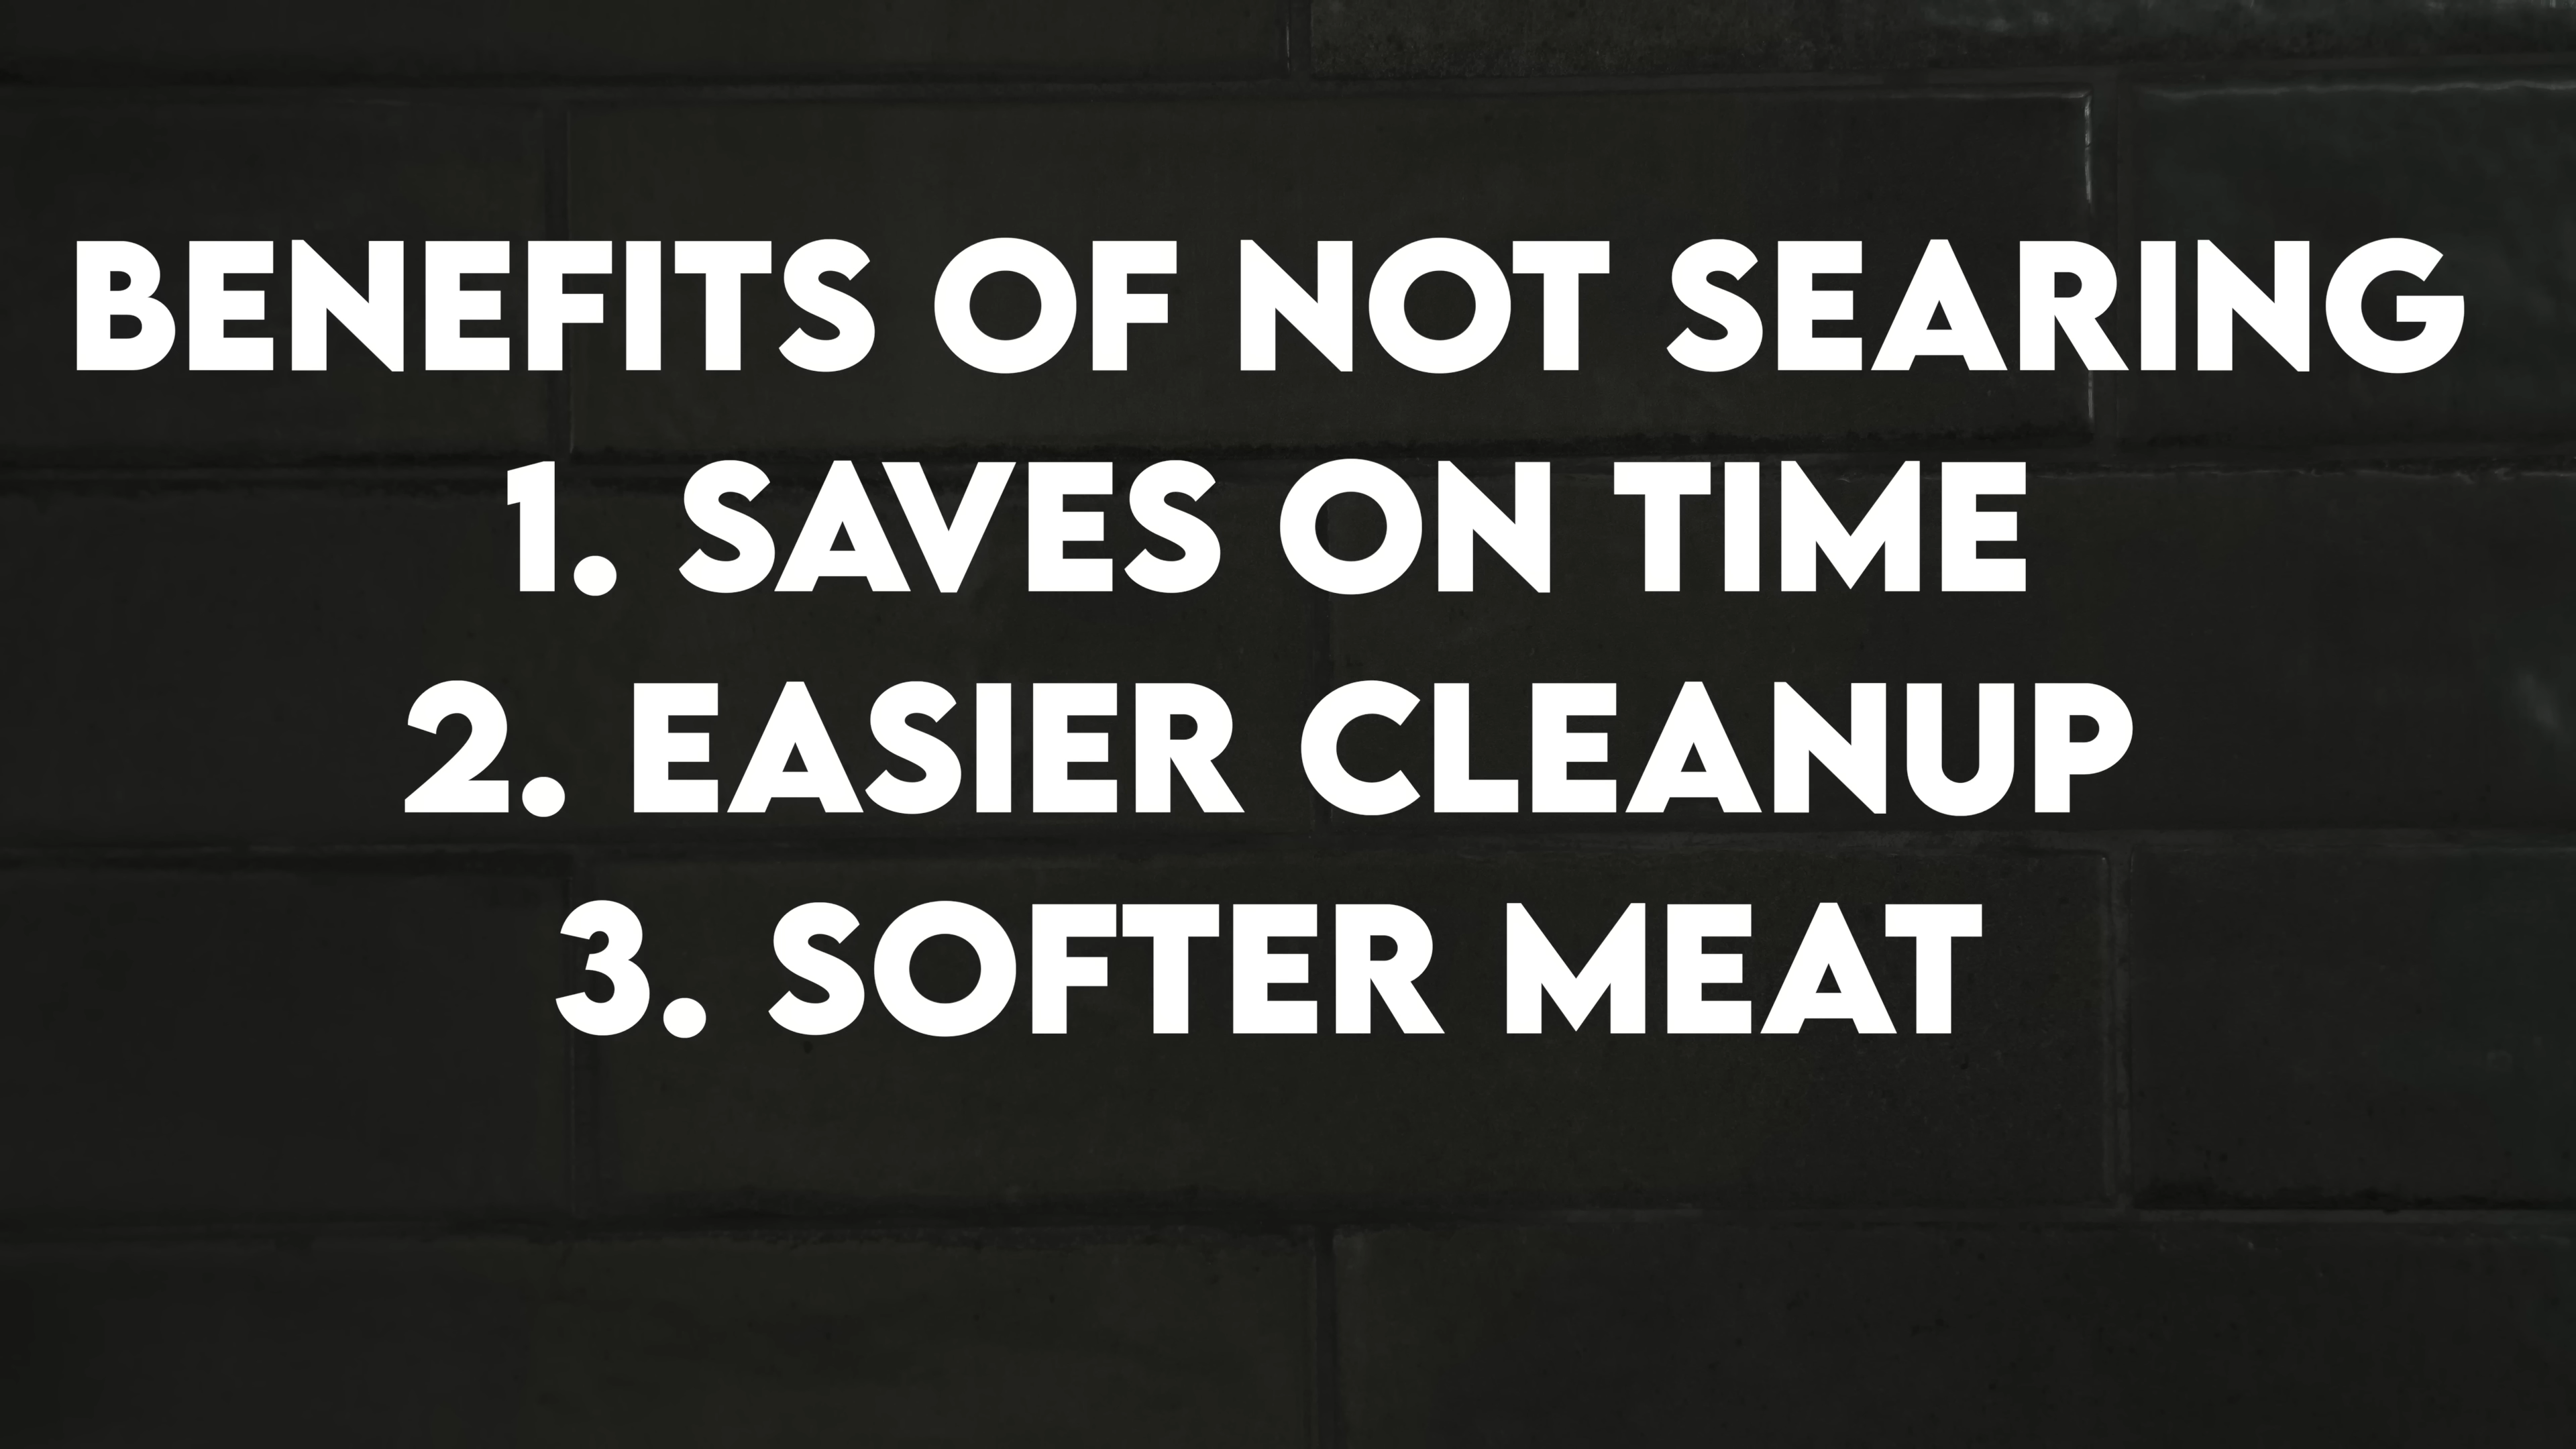 BENEFITS OF NOT SEARING
1. SAVES ON TIME
2. EASIER CLEANUP
3. SOFTER MEAT